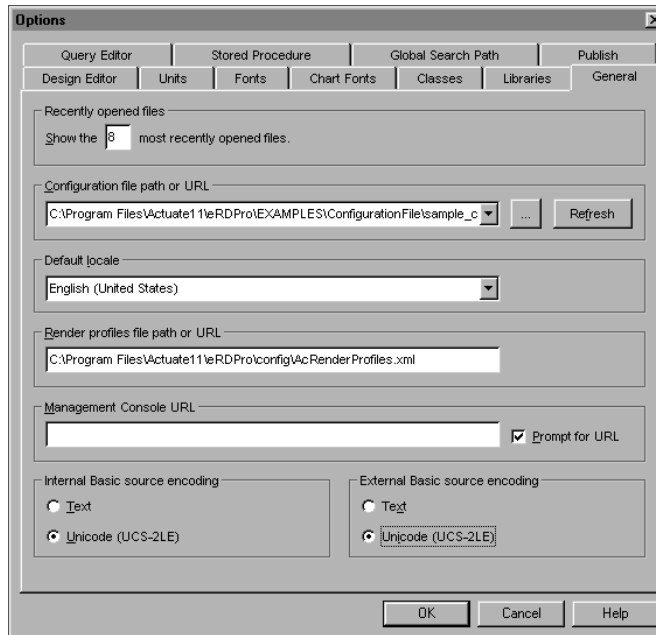 Options
Query Editor Stored Procedure Global Search Path Publish
Design Editor Units Fonts Chart Fonts Classes Libraries General
Recently opened files
Show the 8 most recently opened files.
Configuration file path or URL
C:\Program Files\Actuate11\eRDPro\EXAMPLES\ConfigurationFile\sample_c ... Refresh
Default locale
English (United States)
Render profiles file path or URL
C:\Program Files\Actuate11\eRDPro\config\AcRenderProfiles.xml
Management Console URL
Prompt for URL
Internal Basic source encoding External Basic source encoding
Text Text
Unicode (UCS-2LE) Unicode (UCS-2LE)
OK Cancel Help